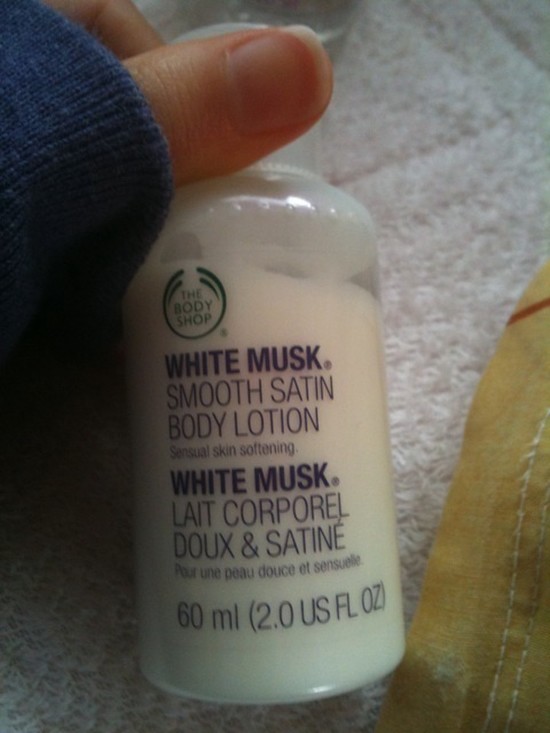 THE
BODY
SHOP®
WHITE MUSK®
SMOOTH SATIN
BODY LOTION
Sensual skin softening.
WHITE MUSK®
LAIT CORPOREL
DOUX & SATINÉ
Pour une peau douce et sensuelle.
60 ml (2.0 US FL OZ)